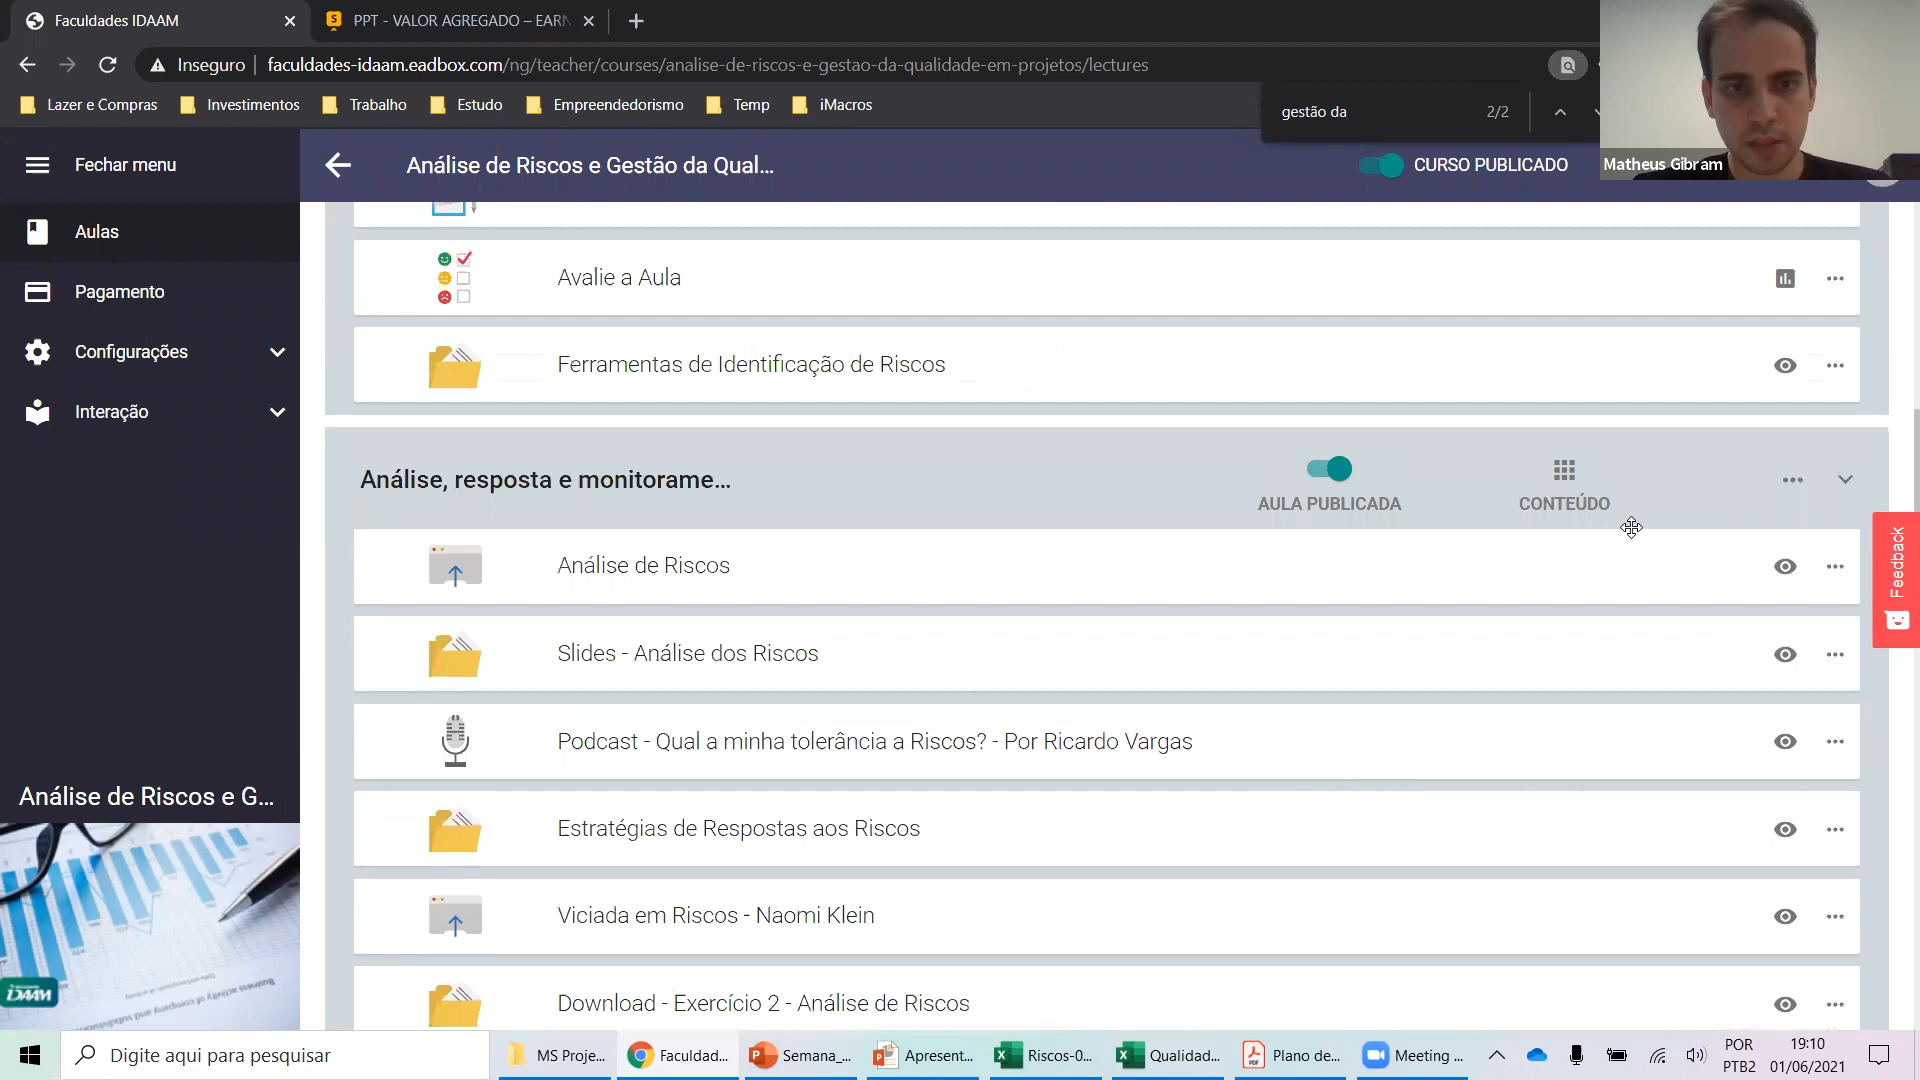 Faculdades IDAAM
PPT - VALOR AGREGADO – EARN
Inseguro
faculdades-idaam.eadbox.com/ng/teacher/courses/analise-de-riscos-e-gestao-da-qualidade-em-projetos/lectures
Lazer e Compras
Investimentos
Trabalho
Estudo
Empreendedorismo
Temp
iMacros
gestão da
2/2
Matheus Gibram
Fechar menu
Análise de Riscos e Gestão da Qual...
CURSO PUBLICADO
Aulas
Pagamento
Configurações
Interação
Avalie a Aula
Ferramentas de Identificação de Riscos
Análise, resposta e monitorame...
AULA PUBLICADA
CONTEÚDO
Análise de Riscos
Slides - Análise dos Riscos
Podcast - Qual a minha tolerância a Riscos? - Por Ricardo Vargas
Estratégias de Respostas aos Riscos
Viciada em Riscos - Naomi Klein
Download - Exercício 2 - Análise de Riscos
Feedback
Análise de Riscos e G...
IDAAM
Digite aqui para pesquisar
MS Proje...
Faculdad...
Semana_...
Apresent...
Riscos-0...
Qualidad...
Plano de...
Meeting ...
POR
PTB2
19:10
01/06/2021